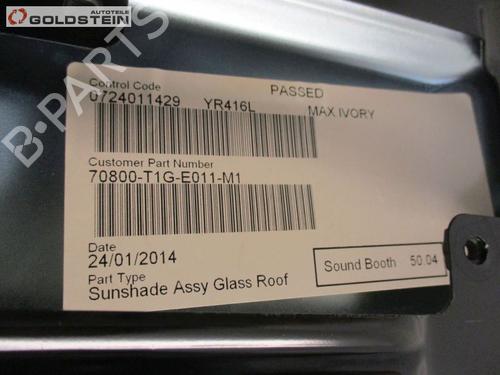 AUTOTEILE
GOLDSTEIN
B-PARTS
Control Code
PASSED
0724011429 YR416L
MAX IVORY
Customer Part Number
70800-T1G-E011-M1
Date
24/01/2014
Sound Booth 50.04
Part Type
Sunshade Assy Glass Roof